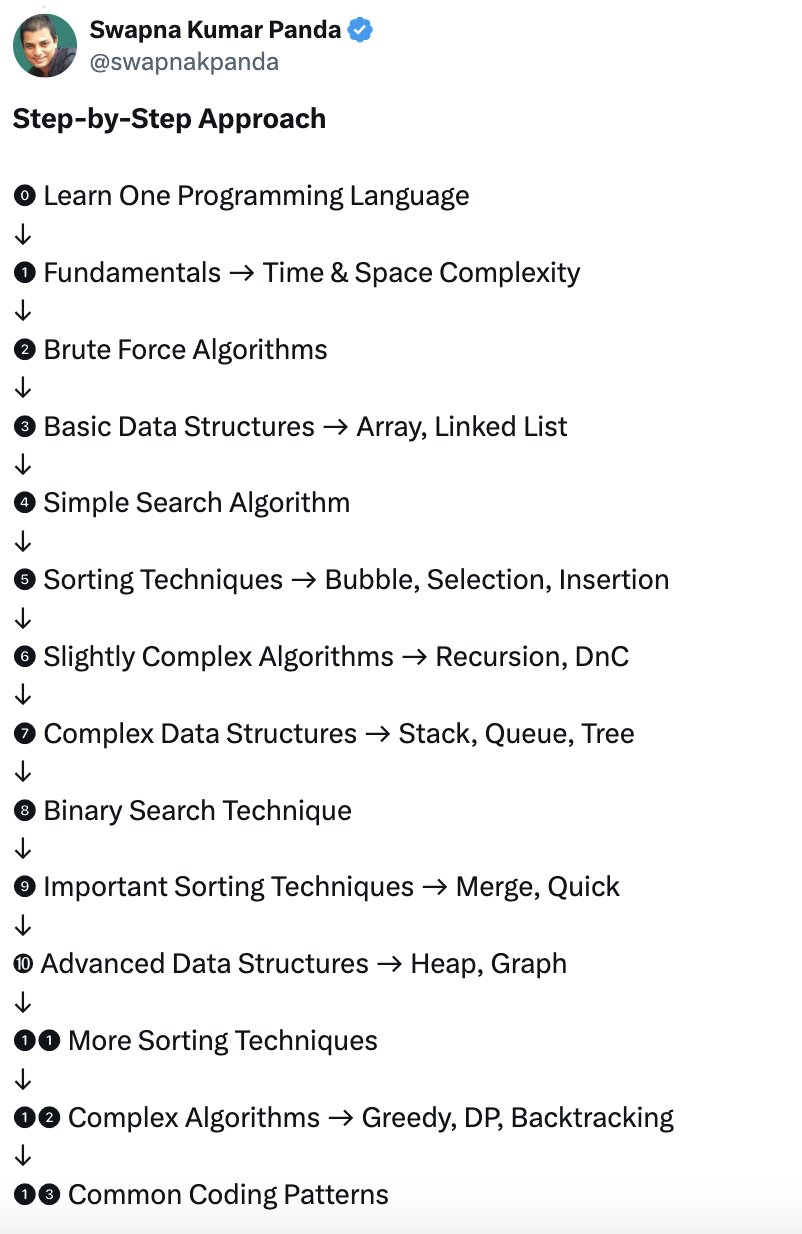 Swapna Kumar Panda
@swapnakpanda
Step-by-Step Approach
⓿ Learn One Programming Language
↓
❶ Fundamentals → Time & Space Complexity
↓
❷ Brute Force Algorithms
↓
❸ Basic Data Structures → Array, Linked List
↓
❹ Simple Search Algorithm
↓
❺ Sorting Techniques → Bubble, Selection, Insertion
↓
❻ Slightly Complex Algorithms → Recursion, DnC
↓
❼ Complex Data Structures → Stack, Queue, Tree
↓
❽ Binary Search Technique
↓
❾ Important Sorting Techniques → Merge, Quick
↓
❿ Advanced Data Structures → Heap, Graph
↓
❶❶ More Sorting Techniques
↓
❶❷ Complex Algorithms → Greedy, DP, Backtracking
↓
❶❸ Common Coding Patterns